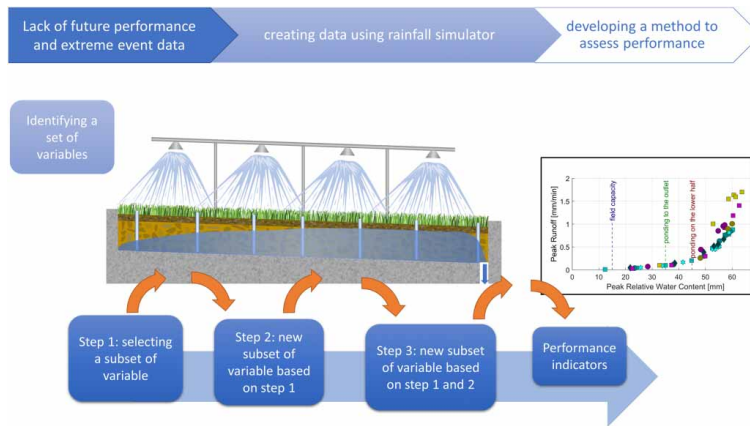 Lack of future performance
and extreme event data
creating data using rainfall simulator
developing a method to
assess performance
Identifying a
set of
variables
2
1.5
1
0.5
0
Peak Runoff [mm/min]
field capacity
ponding to the outlet
ponding on the lower half
0
10
20
30
40
50
60
Peak Relative Water Content [mm]
Step 1: selecting
a subset of
variable
Step 2: new
subset of
variable based
on step 1
Step 3: new subset
of variable based
on step 1 and 2
Performance
indicators